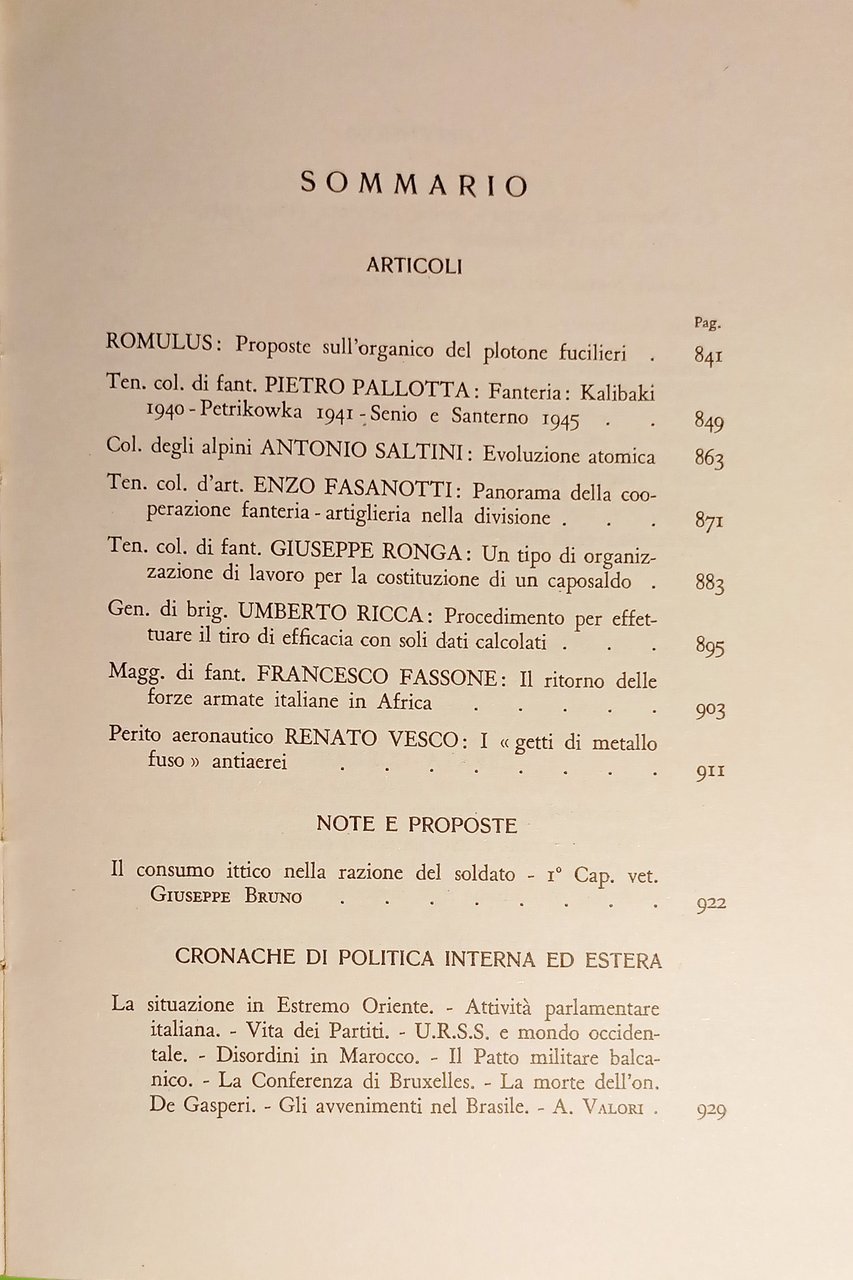 SOMMARIO
ARTICOLI
Pag.
ROMULUS: Proposte sull'organico del plotone fucilieri . 841
Ten. col. di fant. PIETRO PALLOTTA: Fanteria: Kalibaki
1940 - Petrikowka 1941 - Senio e Santerno 1945 . . 849
Col. degli alpini ANTONIO SALTINI: Evoluzione atomica 863
Ten. col. d'art. ENZO FASANOTTI: Panorama della coo-
perazione fanteria - artiglieria nella divisione . . . 871
Ten. col. di fant. GIUSEPPE RONGA: Un tipo di organiz-
zazione di lavoro per la costituzione di un caposaldo . 883
Gen. di brig. UMBERTO RICCA: Procedimento per effet-
tuare il tiro di efficacia con soli dati calcolati . . . 895
Magg. di fant. FRANCESCO FASSONE: Il ritorno delle
forze armate italiane in Africa . . . . . 903
Perito aeronautico RENATO VESCO: I « getti di metallo
fuso » antiaerei . . . . . . . . 911
NOTE E PROPOSTE
Il consumo ittico nella razione del soldato - 1° Cap. vet.
GIUSEPPE BRUNO . . . . . . . . 922
CRONACHE DI POLITICA INTERNA ED ESTERA
La situazione in Estremo Oriente. - Attività parlamentare
italiana. - Vita dei Partiti. - U.R.S.S. e mondo occiden-
tale. - Disordini in Marocco. - Il Patto militare balca-
nico. - La Conferenza di Bruxelles. - La morte dell'on.
De Gasperi. - Gli avvenimenti nel Brasile. - A. VALORI . 929